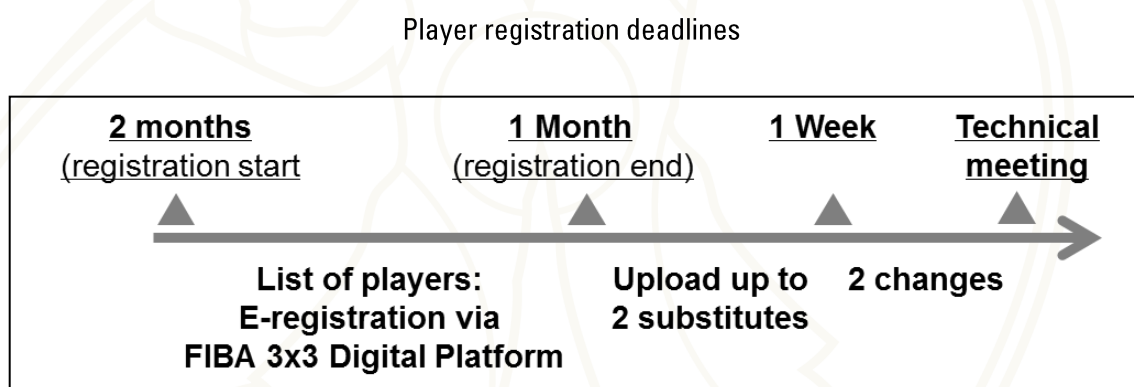 Player registration deadlines
2 months 1 Month 1 Week Technical
(registration start (registration end) meeting
List of players: Upload up to 2 changes
E-registration via 2 substitutes
FIBA 3x3 Digital Platform